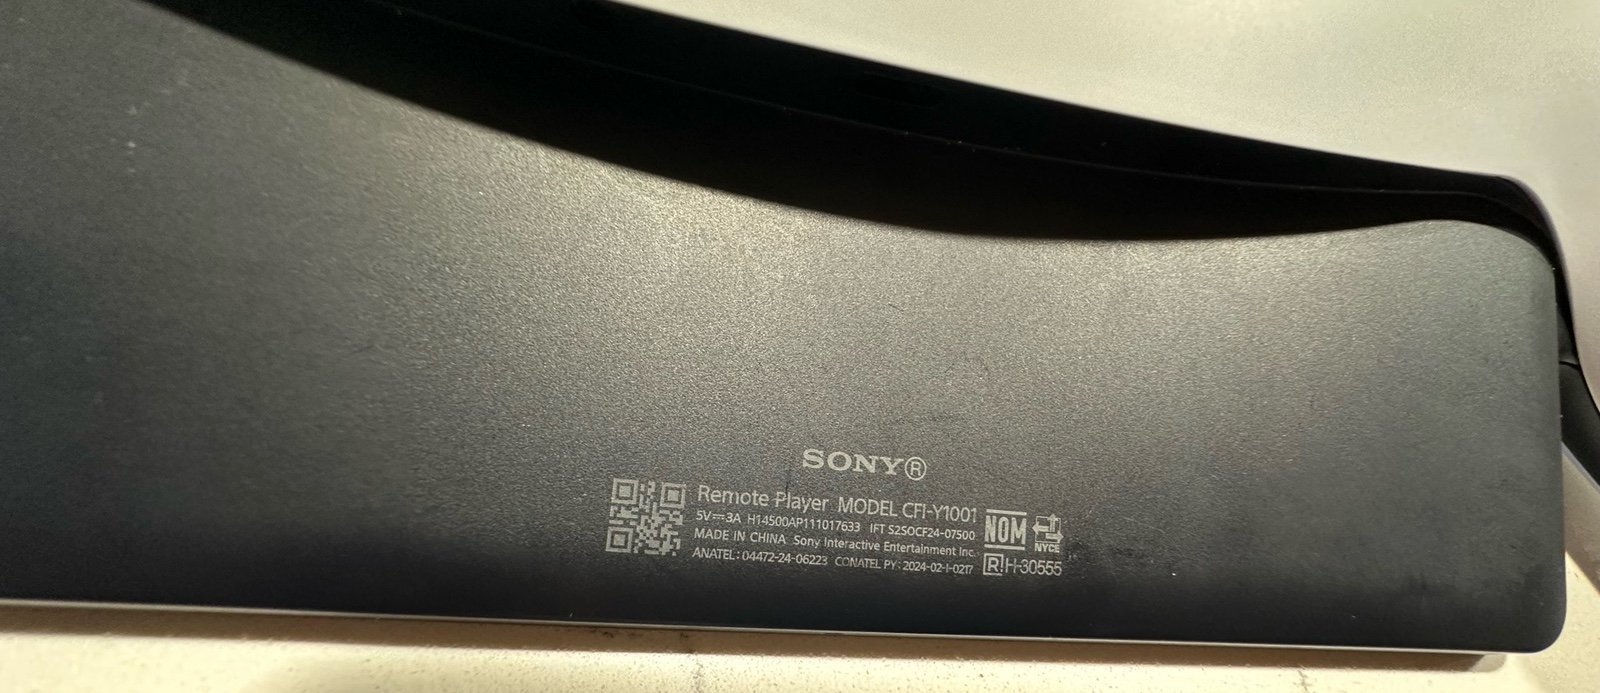 SONY®
Remote Player MODEL CFI-Y1001
5V⎓3A H14500AP111017633 IFT S2SOCF24-07500
MADE IN CHINA Sony Interactive Entertainment Inc.
ANATEL: 04472-24-06223 CONATEL PY: 2024-02-I-0217
NOM
NYCE
R H-30555